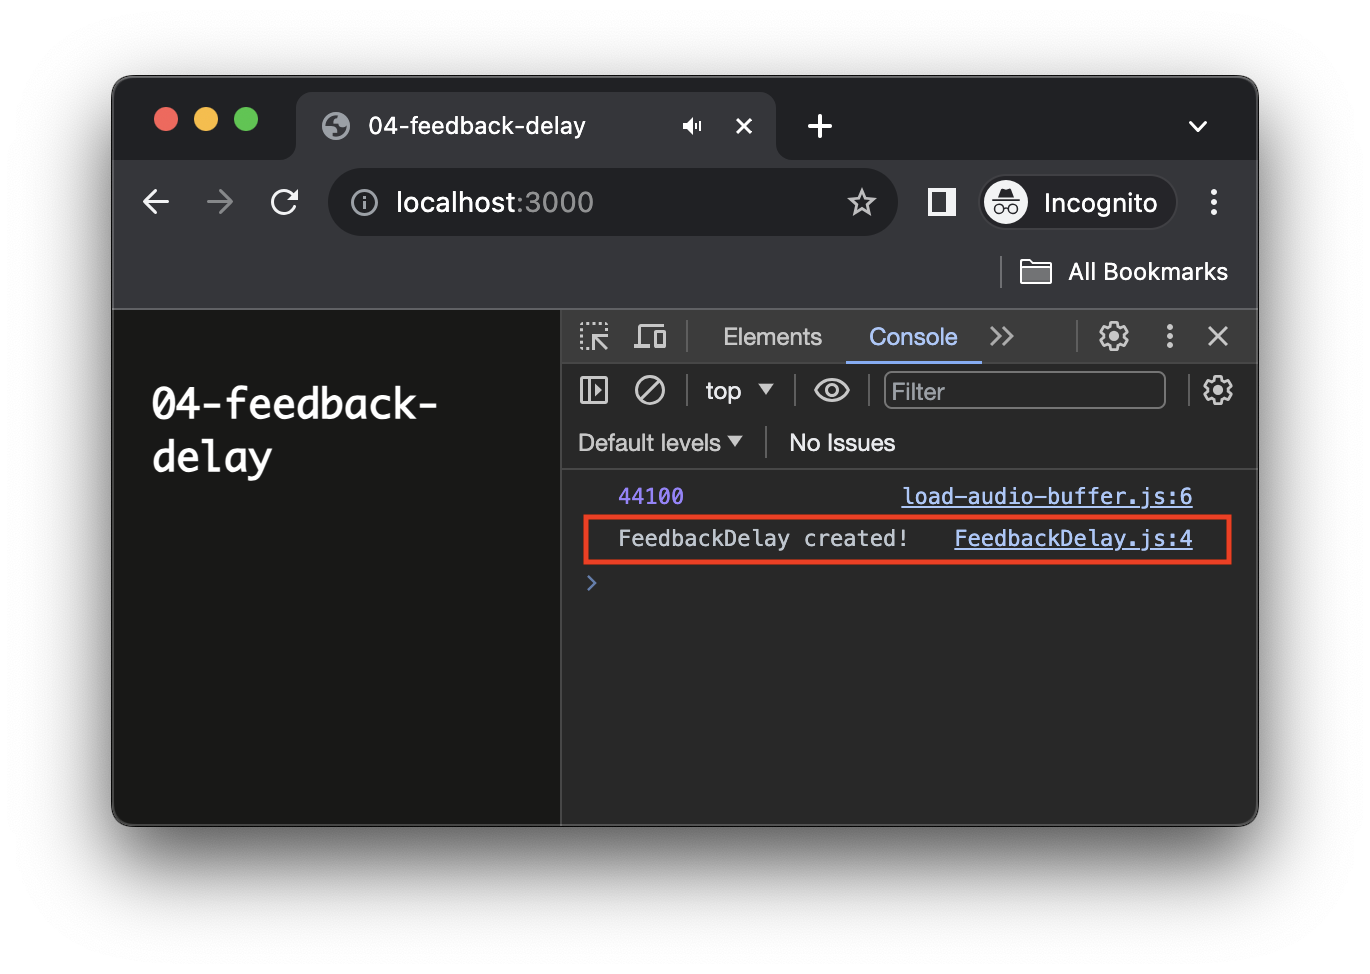 04-feedback-delay
localhost:3000
Incognito
All Bookmarks
04-feedback-
delay
Elements Console
top Filter
Default levels No Issues
44100 load-audio-buffer.js:6
FeedbackDelay created! FeedbackDelay.js:4